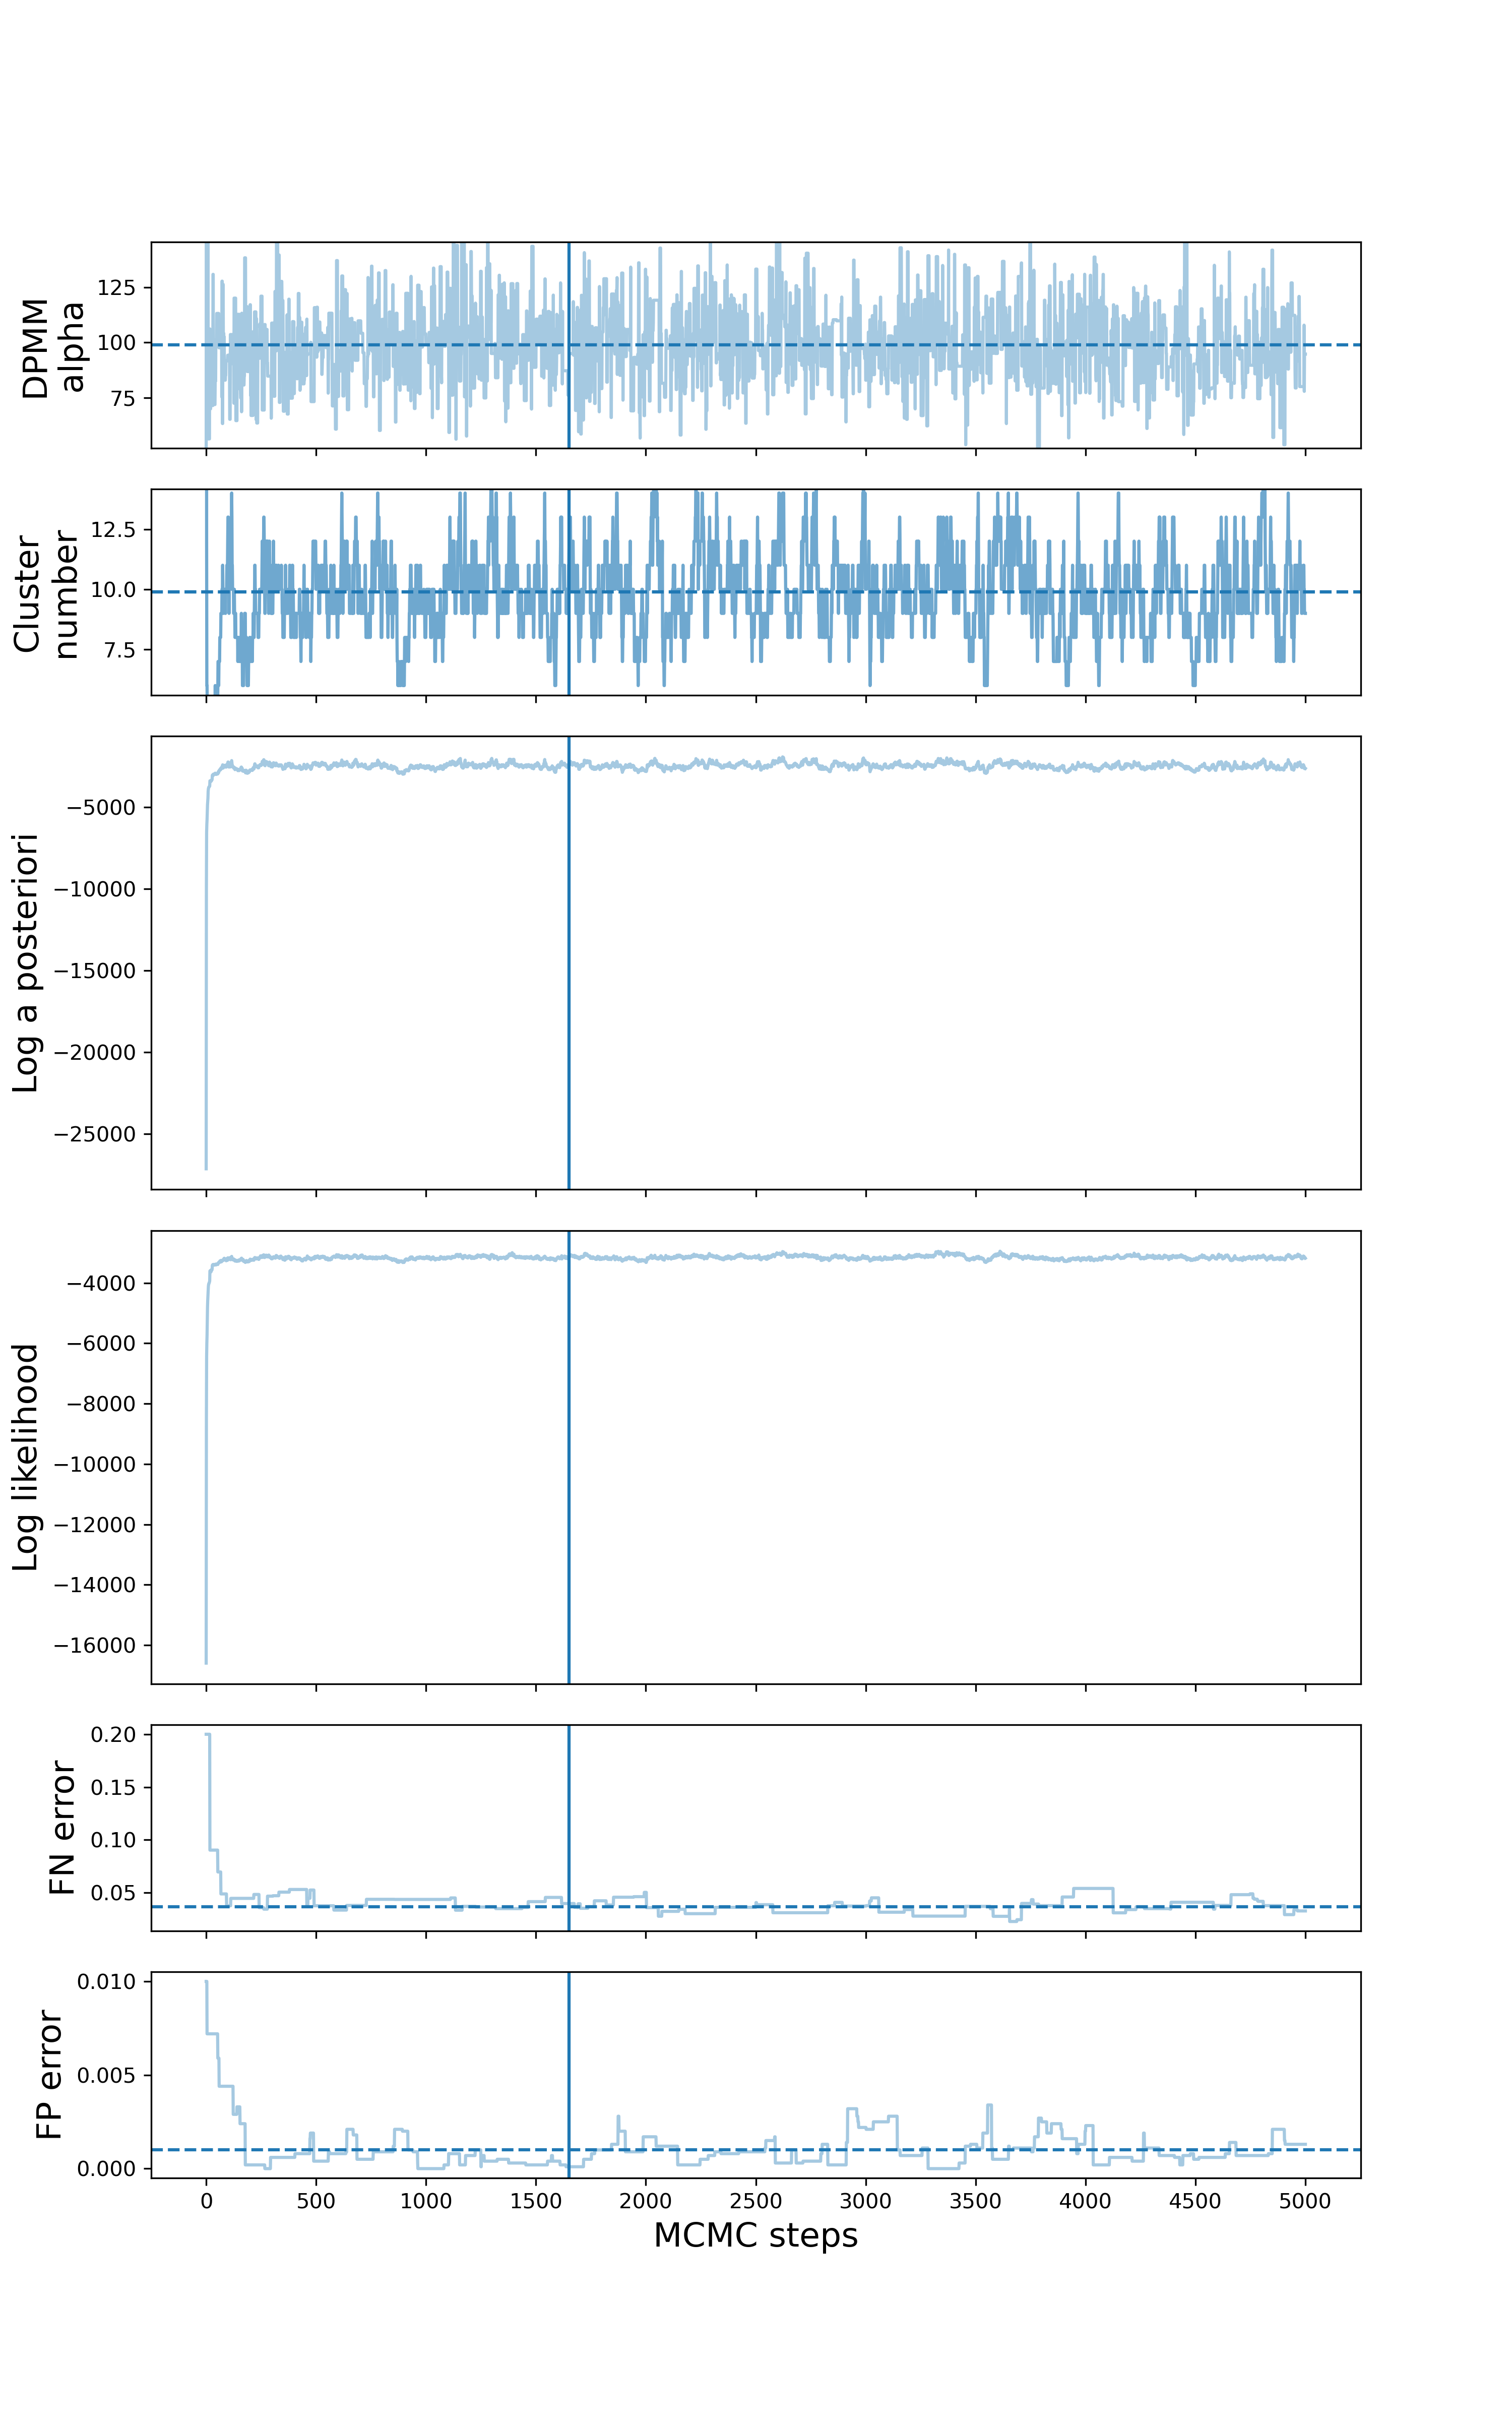 DPMM
alpha
125
100
75
Cluster
number
12.5
10.0
7.5
Log a posteriori
−5000
−10000
−15000
−20000
−25000
Log likelihood
−4000
−6000
−8000
−10000
−12000
−14000
−16000
FN error
0.20
0.15
0.10
0.05
FP error
0.010
0.005
0.000
0 500 1000 1500 2000 2500 3000 3500 4000 4500 5000
MCMC steps